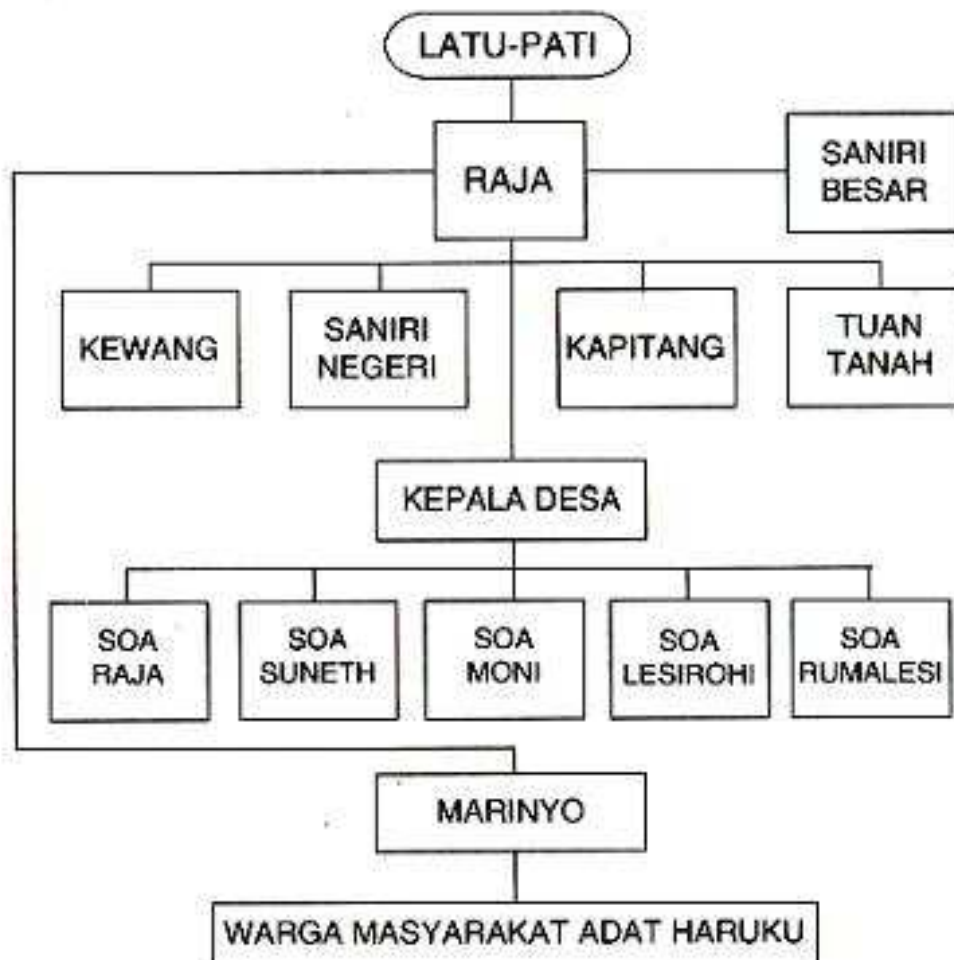 LATU-PATI
RAJA
SANIRI
BESAR
KEWANG
SANIRI
NEGERI
KAPITANG
TUAN
TANAH
KEPALA DESA
SOA
RAJA
SOA
SUNETH
SOA
MONI
SOA
LESIROHI
SOA
RUMALESI
MARINYO
WARGA MASYARAKAT ADAT HARUKU